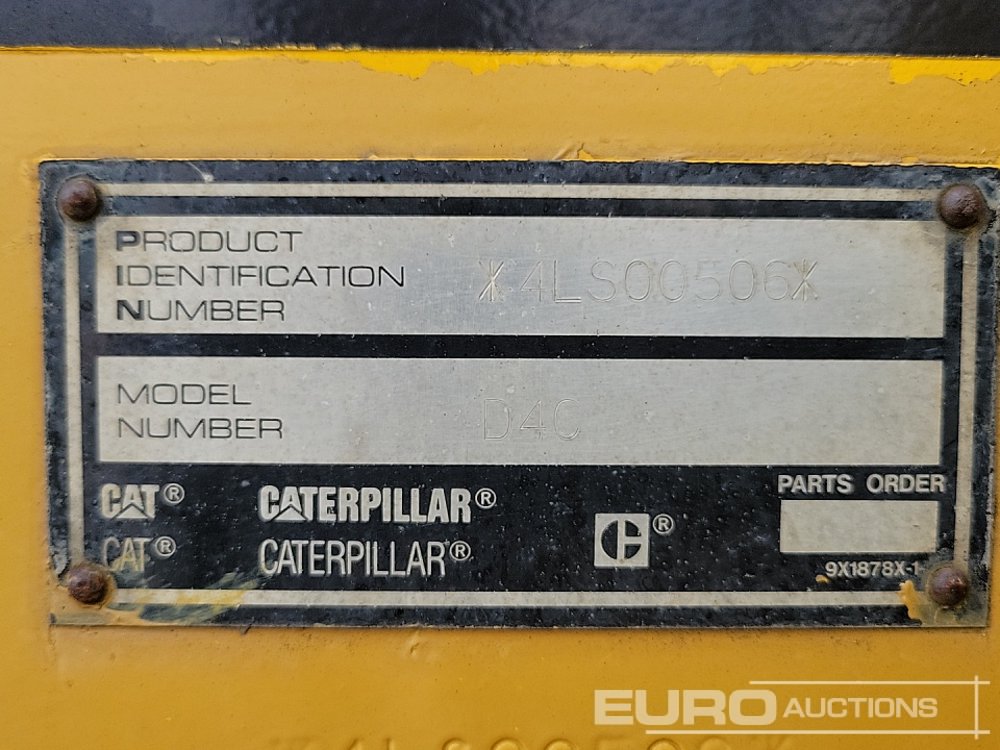 PRODUCT
IDENTIFICATION
NUMBER
*4LS00506*
MODEL
NUMBER
D4C
CAT® CATERPILLAR®
CAT® CATERPILLAR®
C®
PARTS ORDER
9X1878X-1
EURO AUCTIONS